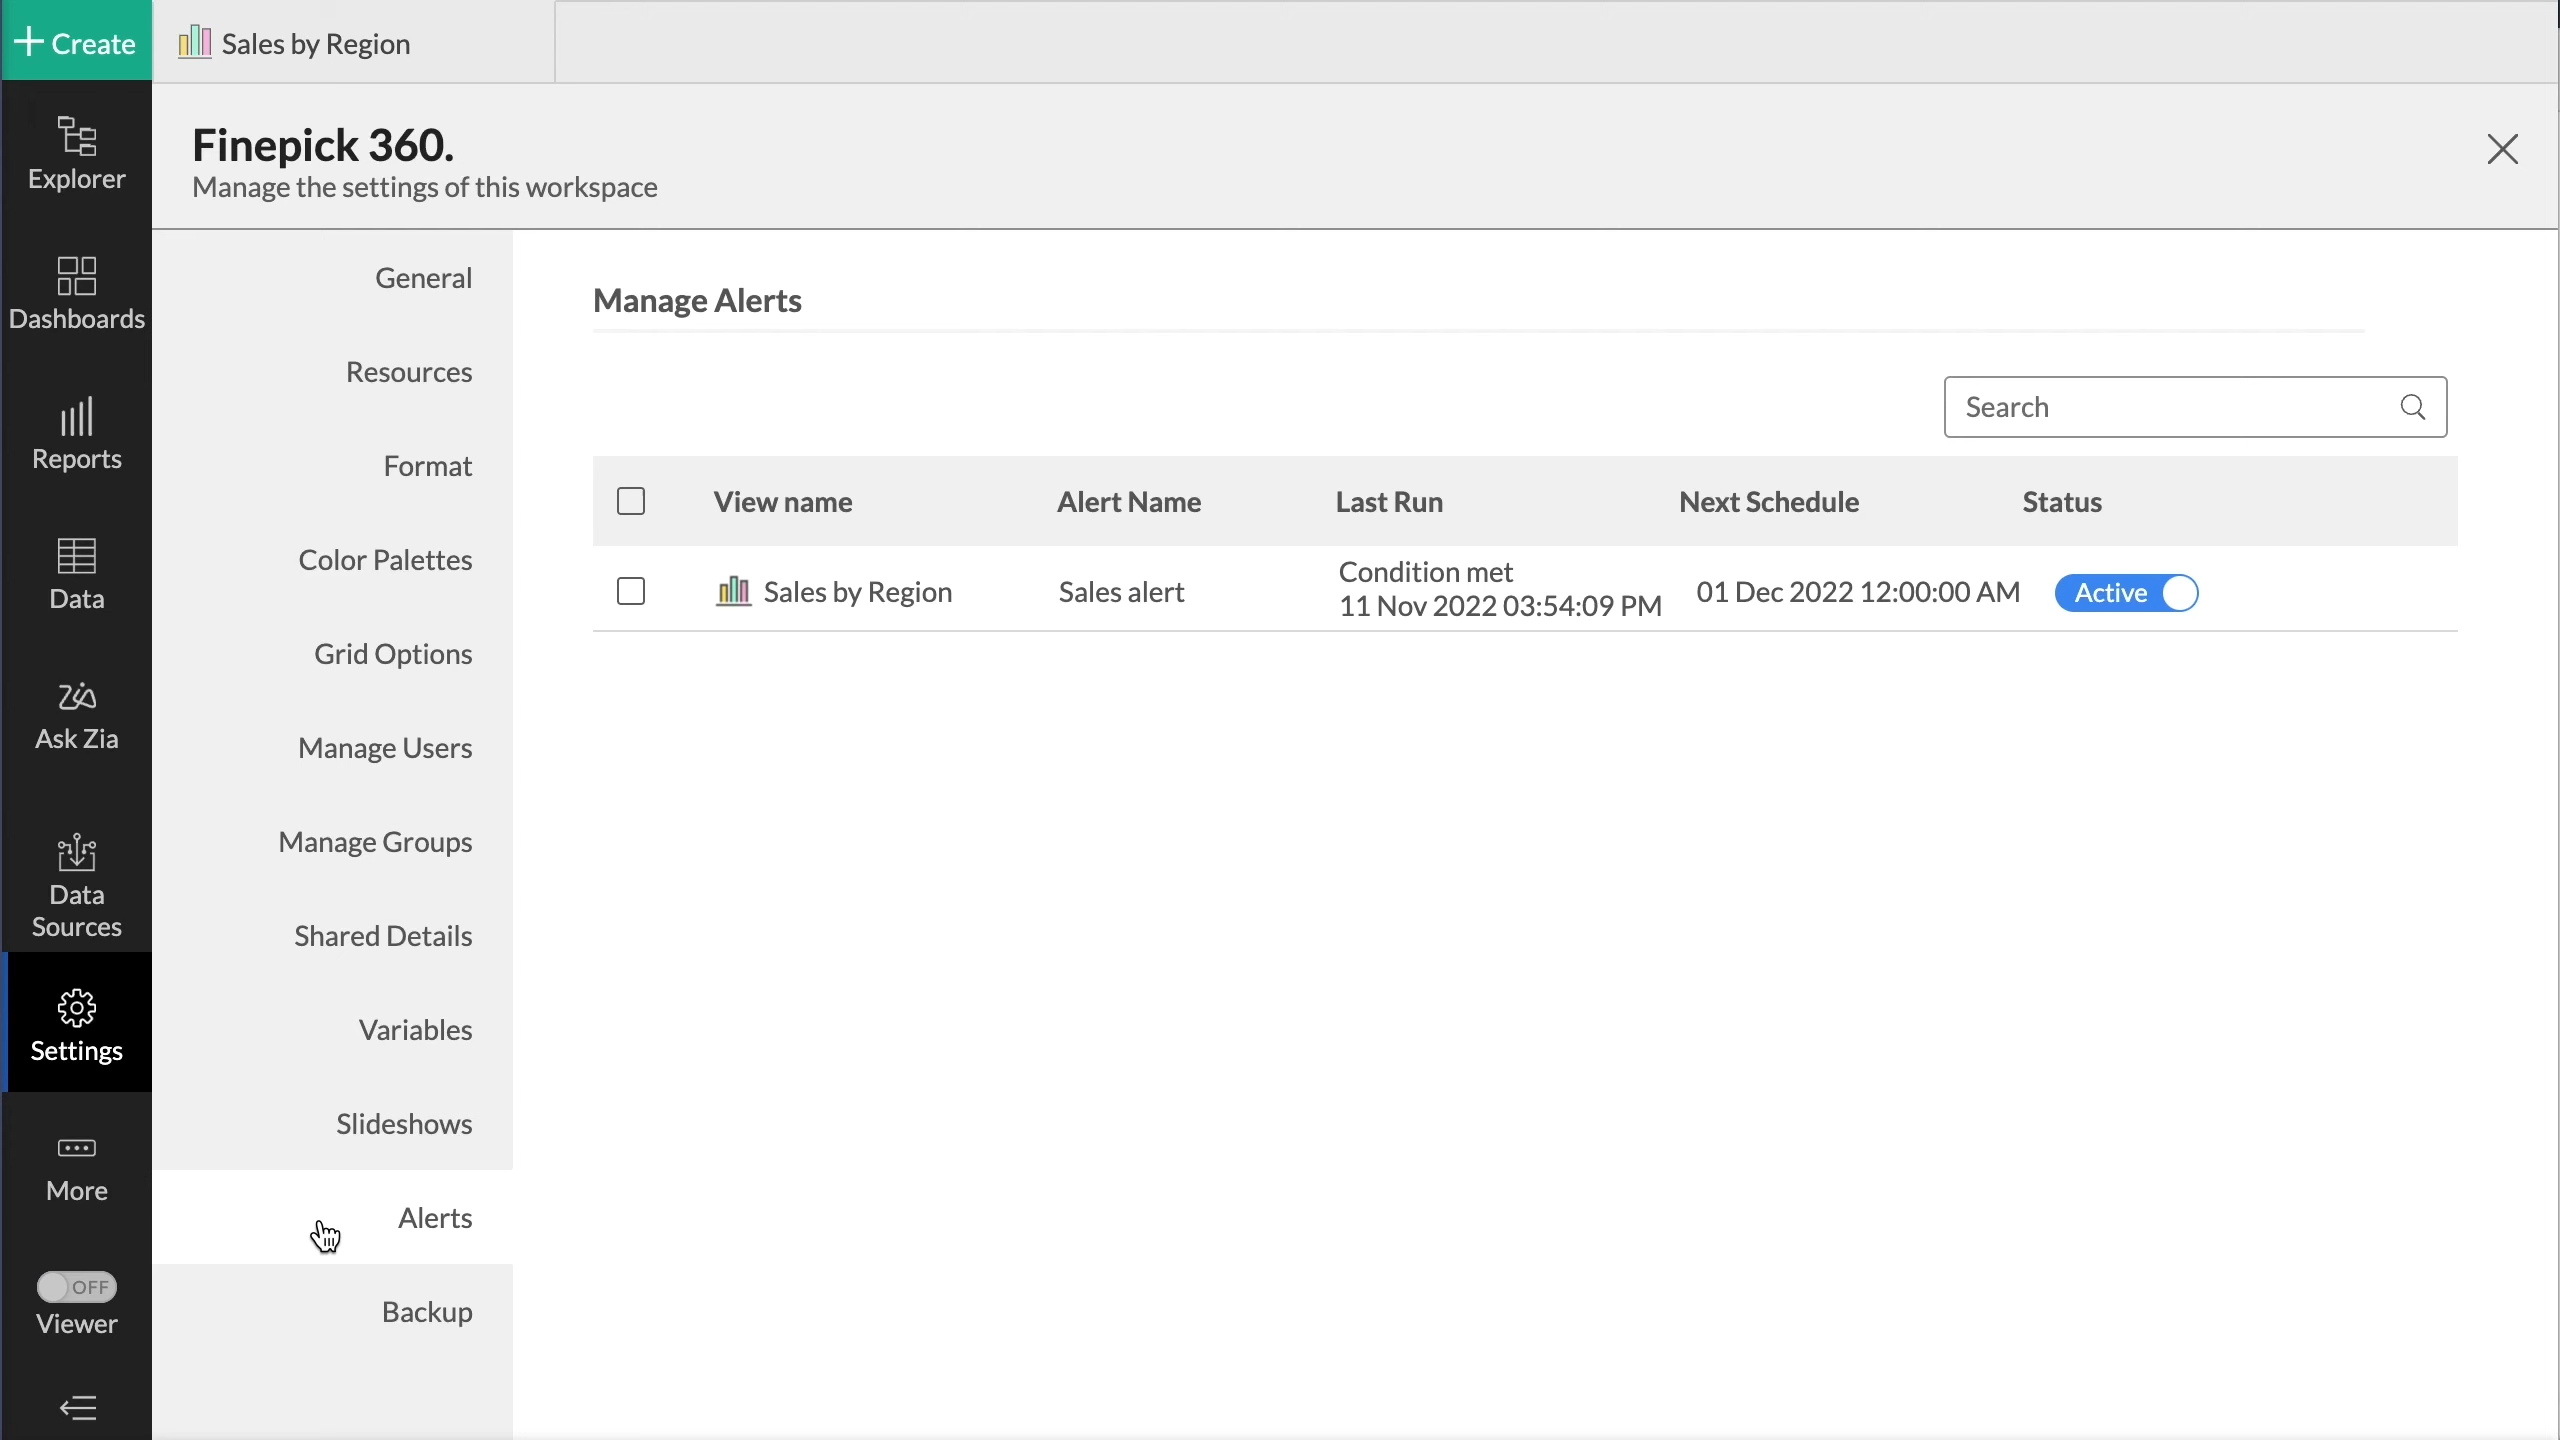 Create
Sales by Region
Finepick 360.
Manage the settings of this workspace
Explorer
Dashboards
Reports
Data
Ask Zia
Data
Sources
Settings
More
OFF
Viewer
General
Resources
Format
Color Palettes
Grid Options
Manage Users
Manage Groups
Shared Details
Variables
Slideshows
Alerts
Backup
Manage Alerts
Search
View name Alert Name Last Run Next Schedule Status
Sales by Region Sales alert Condition met
11 Nov 2022 03:54:09 PM 01 Dec 2022 12:00:00 AM Active